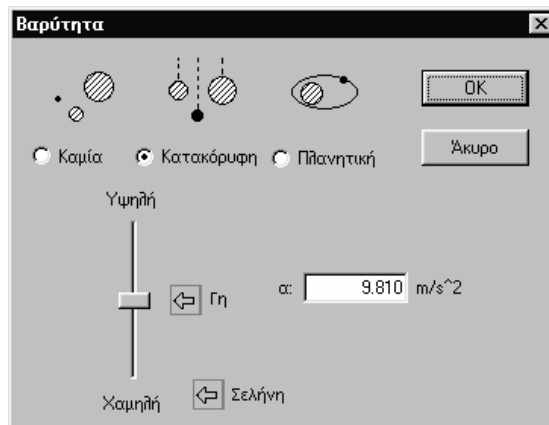 Βαρύτητα
OK
Καμία Κατακόρυφη Πλανητική Άκυρο
Υψηλή
Γη α: 9.810 m/s^2
Χαμηλή Σελήνη